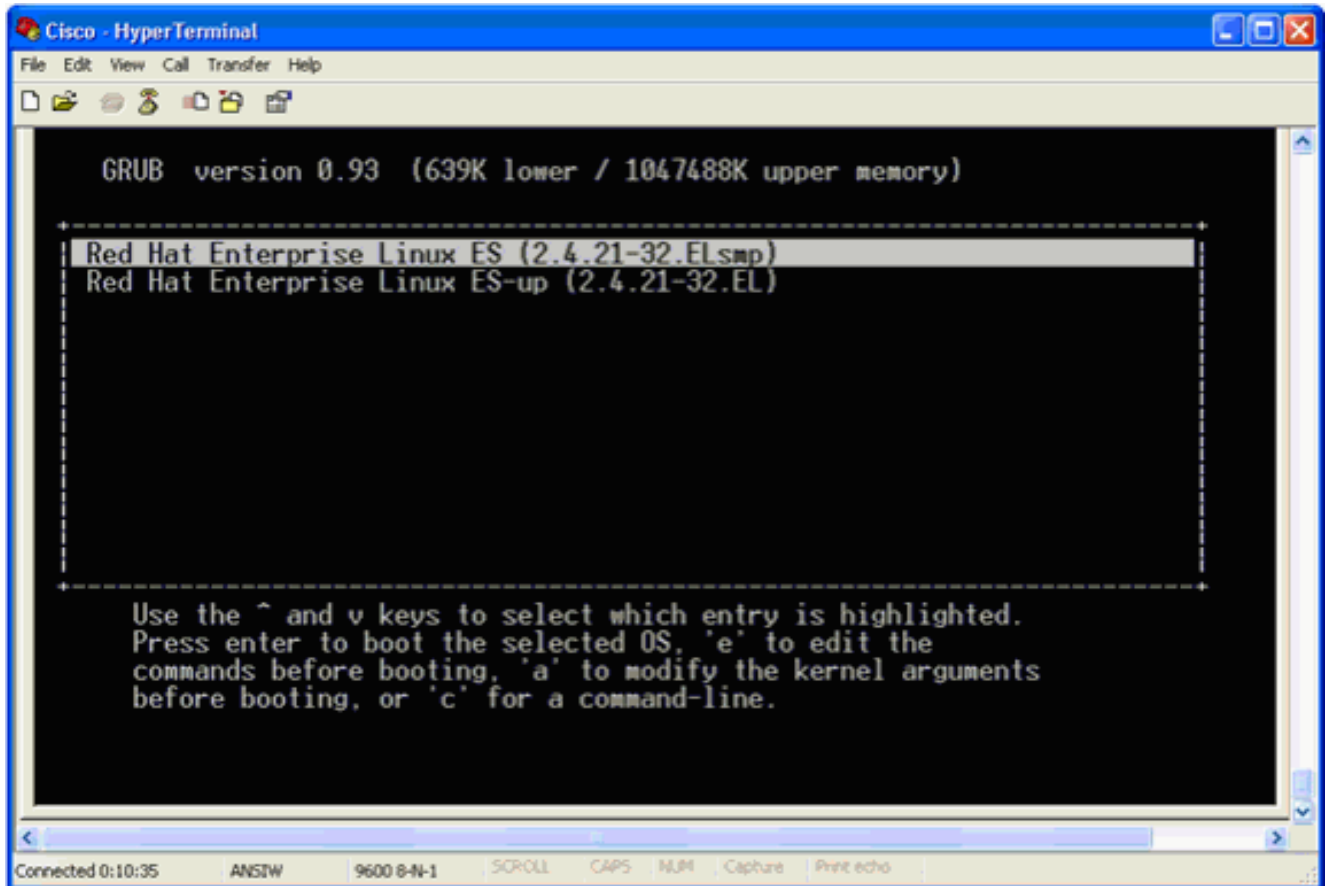 Cisco - HyperTerminal
File Edit View Call Transfer Help
GRUB version 0.93 (639K lower / 1047488K upper memory)
Red Hat Enterprise Linux ES (2.4.21-32.ELsmp)
Red Hat Enterprise Linux ES-up (2.4.21-32.EL)
Use the ^ and v keys to select which entry is highlighted.
Press enter to boot the selected OS, 'e' to edit the
commands before booting, 'a' to modify the kernel arguments
before booting, or 'c' for a command-line.
Connected 0:10:35 ANSIW 9600 8-N-1 SCROLL CAPS NUM Capture Print echo